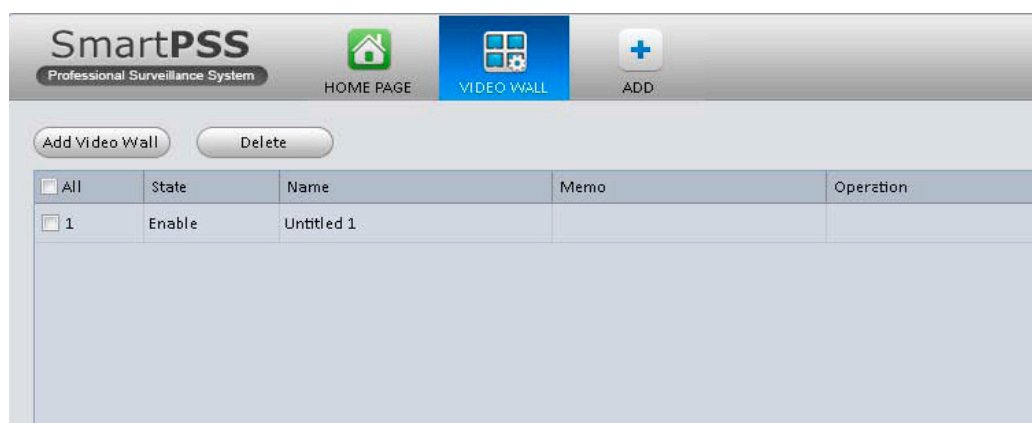 SmartPSS
Professional Surveillance System
HOME PAGE
VIDEO WALL
ADD
Add Video Wall
Delete
All State Name Memo Operation
1 Enable Untitled 1